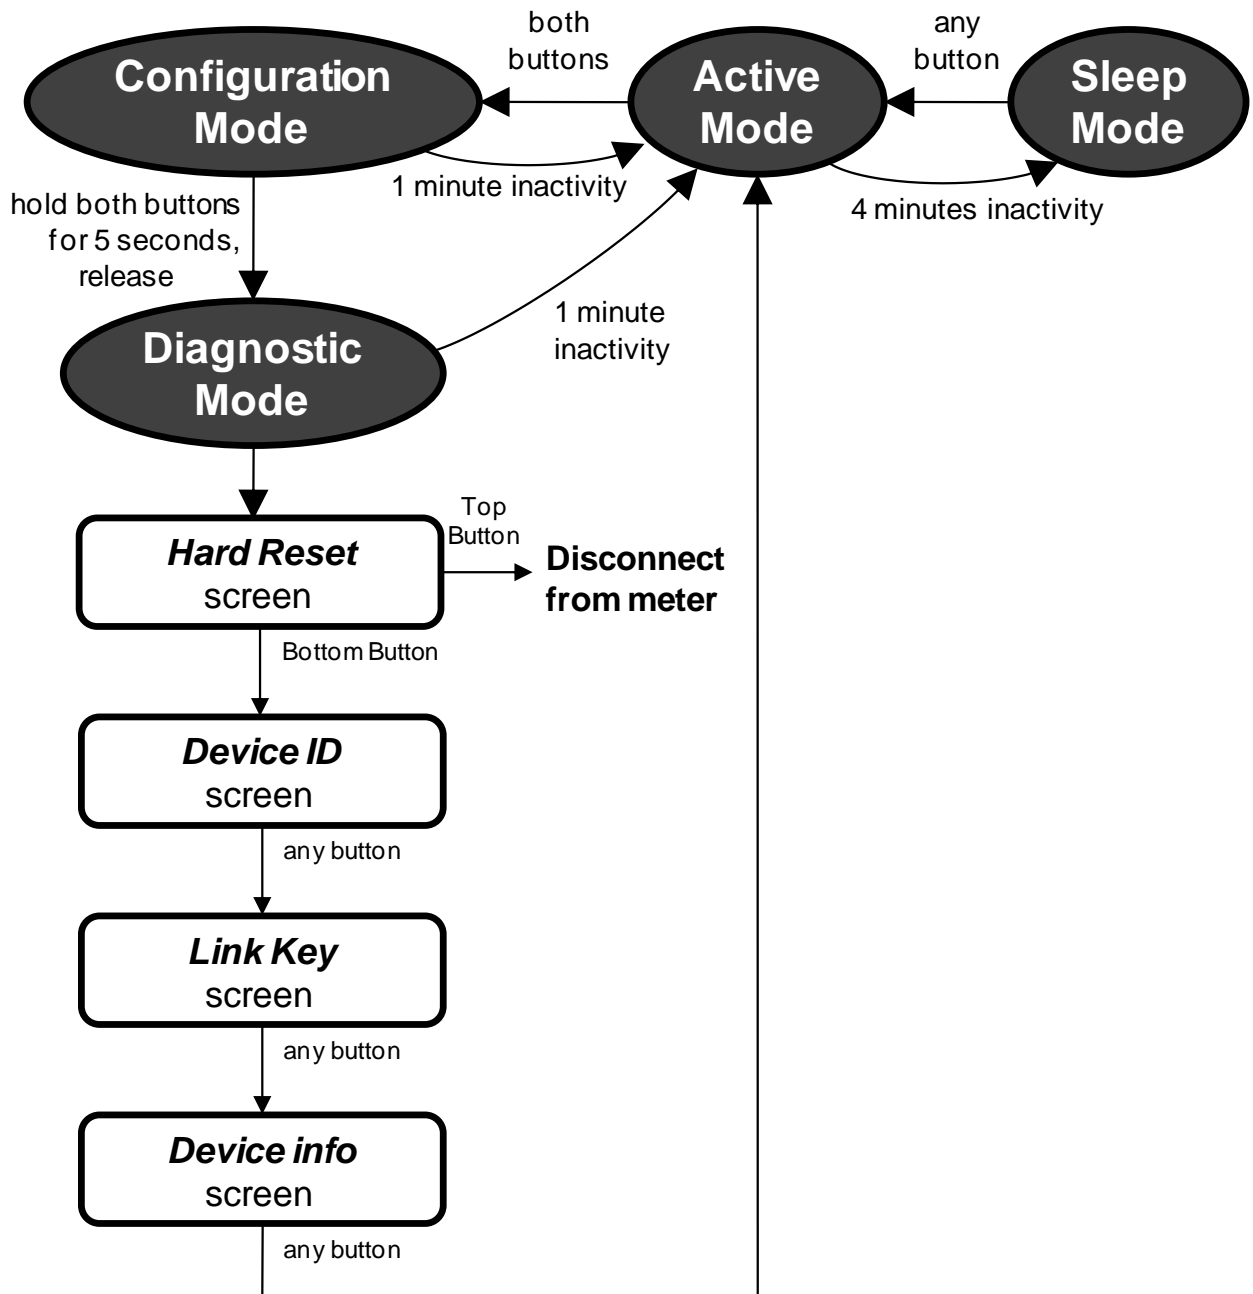 both
buttons
any
button
Configuration
Mode
Active
Mode
Sleep
Mode
1 minute inactivity
4 minutes inactivity
hold both buttons
for 5 seconds,
release
1 minute
inactivity
Diagnostic
Mode
Top
Button
Hard Reset
screen
Disconnect
from meter
Bottom Button
Device ID
screen
any button
Link Key
screen
any button
Device info
screen
any button